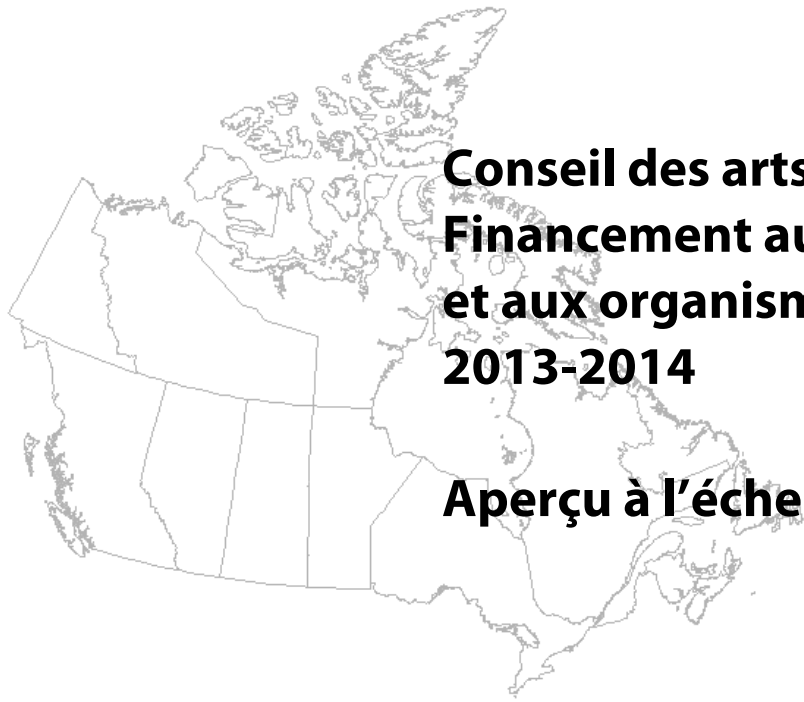 Conseil des arts
Financement au
et aux organism
2013-2014
Aperçu à l’éche